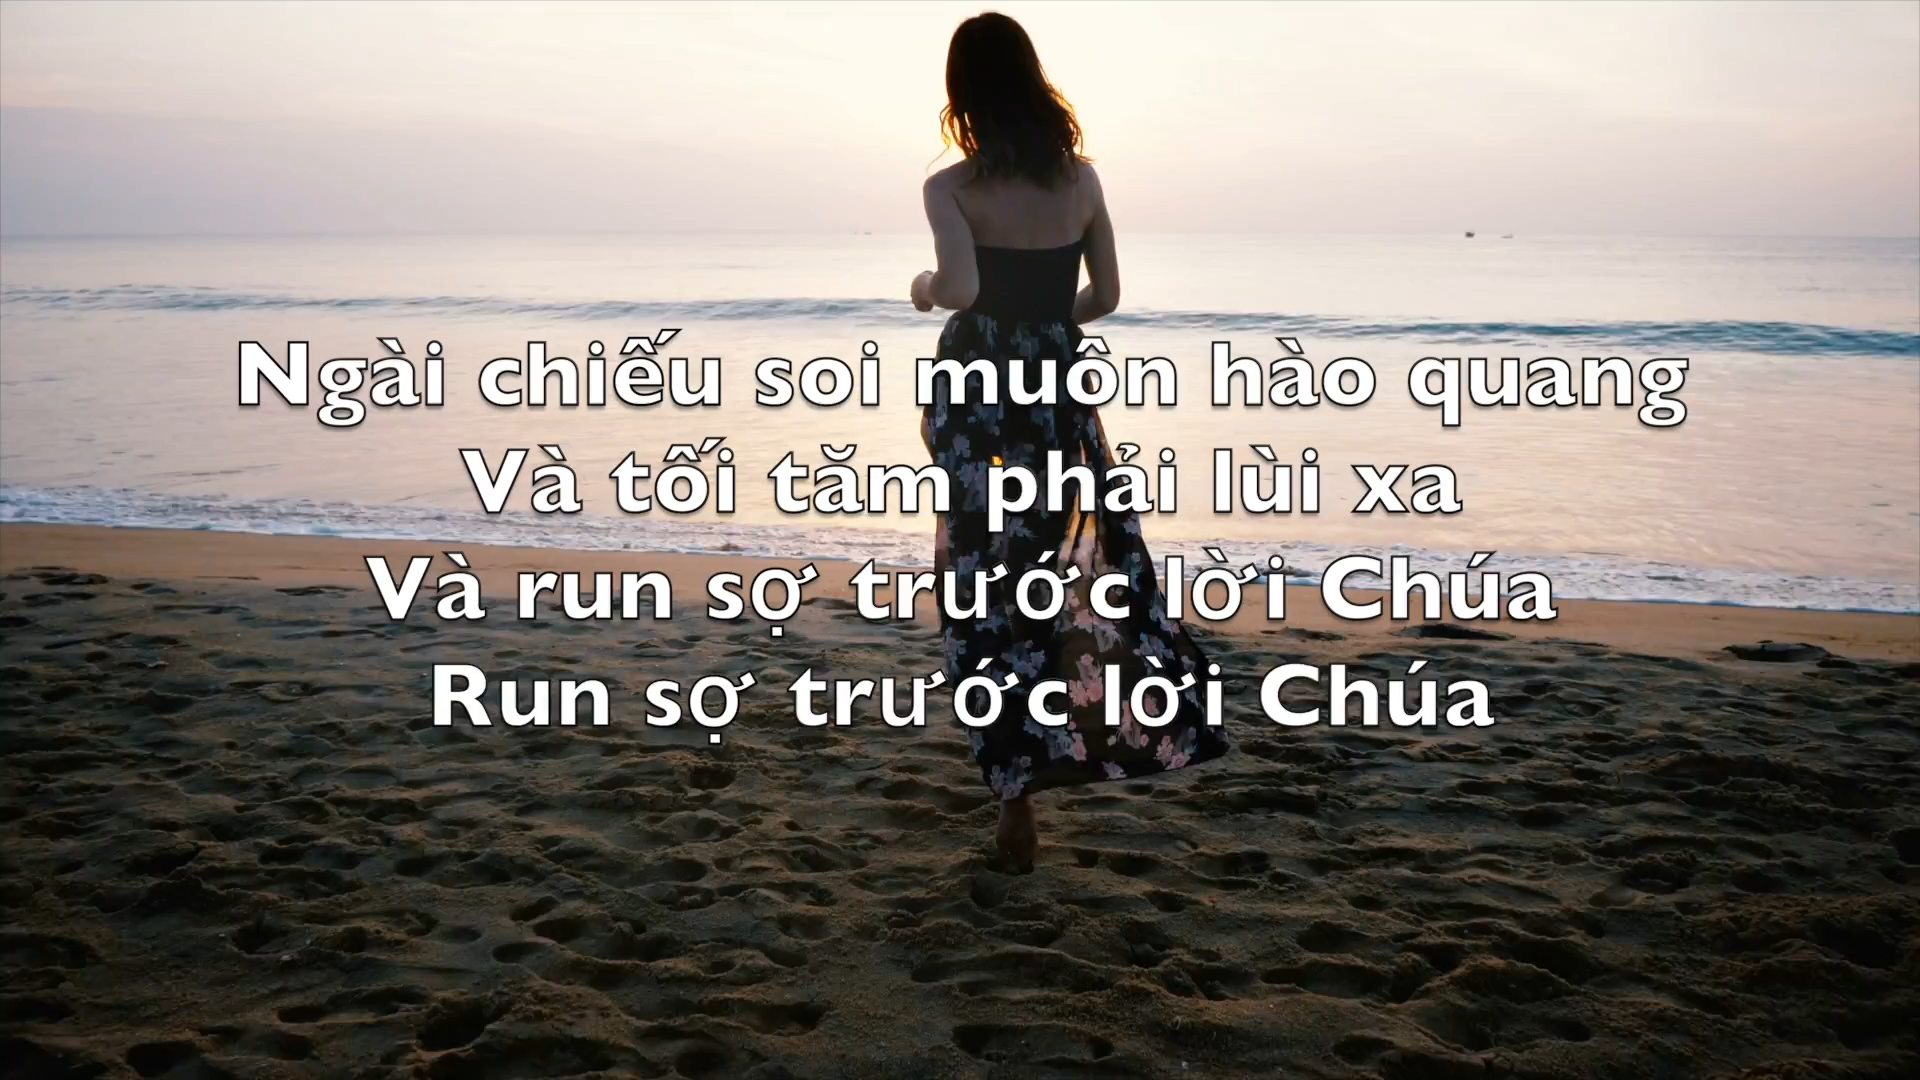 Ngài chiếu soi muôn hào quang
Và tối tăm phải lùi xa
Và run sợ trước lời Chúa
Run sợ trước lời Chúa